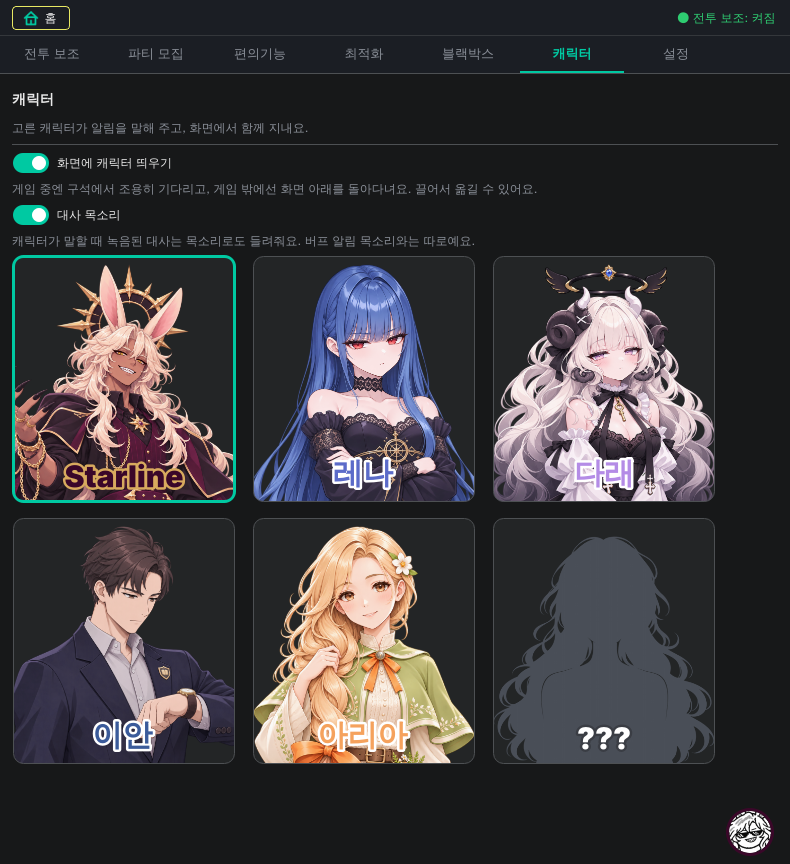 홈
전투 보조: 켜짐
전투 보조 파티 모집 편의기능 최적화 블랙박스 캐릭터 설정
캐릭터
고른 캐릭터가 알림을 말해 주고, 화면에서 함께 지내요.
화면에 캐릭터 띄우기
게임 중엔 구석에서 조용히 기다리고, 게임 밖에선 화면 아래를 돌아다녀요. 끌어서 옮길 수 있어요.
대사 목소리
캐릭터가 말할 때 녹음된 대사는 목소리로도 들려줘요. 버프 알림 목소리와는 따로예요.
Starline
레나
다래
이안
아리아
???